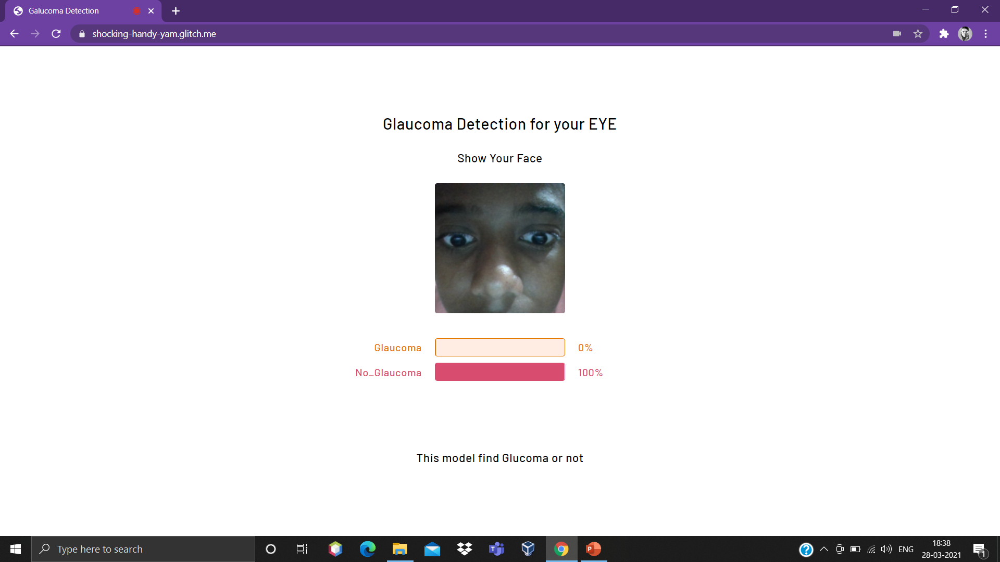 Galucoma Detection
shocking-handy-yam.glitch.me
Glaucoma Detection for your EYE
Show Your Face
Glaucoma 0%
No_Glaucoma 100%
This model find Glucoma or not
Type here to search
ENG
18:38
28-03-2021
1